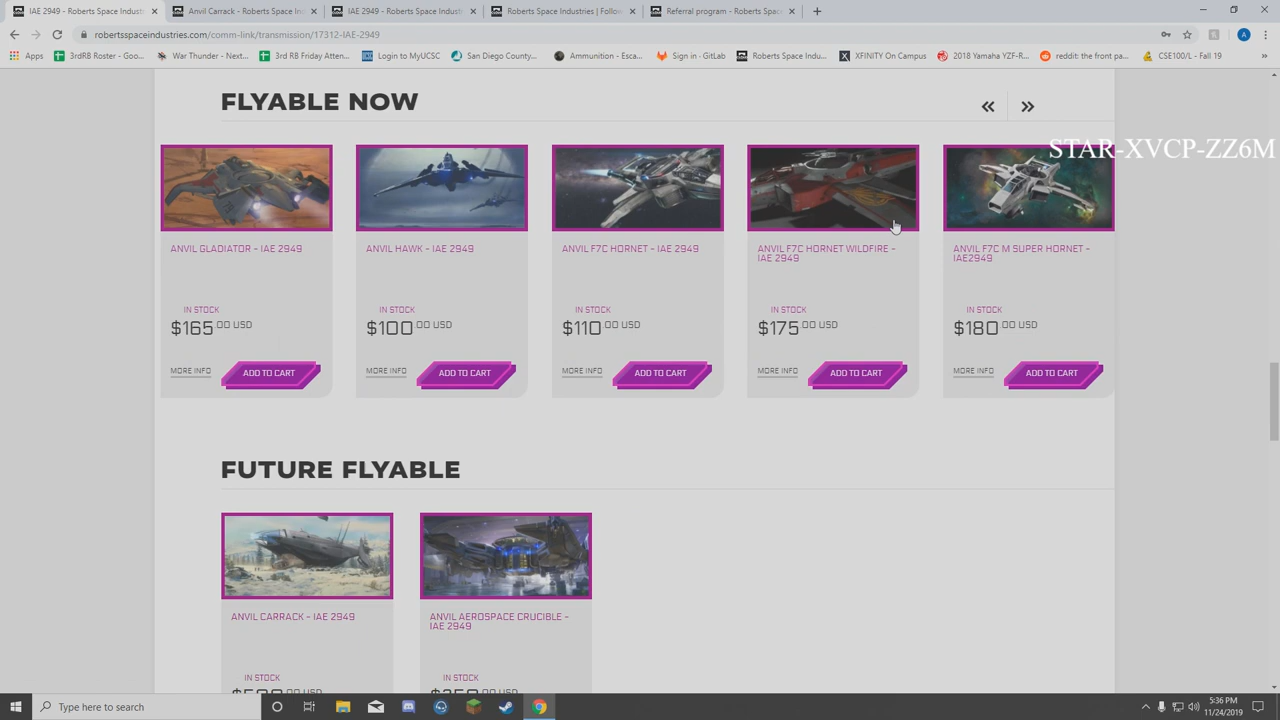 IAE 2949 - Roberts Space Industri
Anvil Carrack - Roberts Space Ind
IAE 2949 - Roberts Space Industri
Roberts Space Industries | Follow
Referral program - Roberts Space
robertsspaceindustries.com/comm-link/transmission/17312-IAE-2949
A
Apps
3rdR8 Roster - Goo...
War Thunder - Next...
3rd R8 Friday Atten...
Login to MyUCSC
San Diego County...
Ammunition - Esca...
Sign in · GitLab
Roberts Space Indu...
XFINITY On Campus
2018 Yamaha YZF-R...
reddit: the front pa...
CSE100/L - Fall 19
FLYABLE NOW
STAR-XVCP-ZZ6M
ANVIL GLADIATOR - IAE 2949
IN STOCK
$165.00 USD
MORE INFO
ADD TO CART
ANVIL HAWK - IAE 2949
IN STOCK
$100.00 USD
MORE INFO
ADD TO CART
ANVIL F7C HORNET - IAE 2949
IN STOCK
$110.00 USD
MORE INFO
ADD TO CART
ANVIL F7C HORNET WILDFIRE -
IAE 2949
IN STOCK
$175.00 USD
MORE INFO
ADD TO CART
ANVIL F7C M SUPER HORNET -
IAE2949
IN STOCK
$180.00 USD
MORE INFO
ADD TO CART
FUTURE FLYABLE
ANVIL CARRACK - IAE 2949
IN STOCK
ANVIL AEROSPACE CRUCIBLE -
IAE 2949
IN STOCK
Type here to search
5:36 PM
11/24/2019